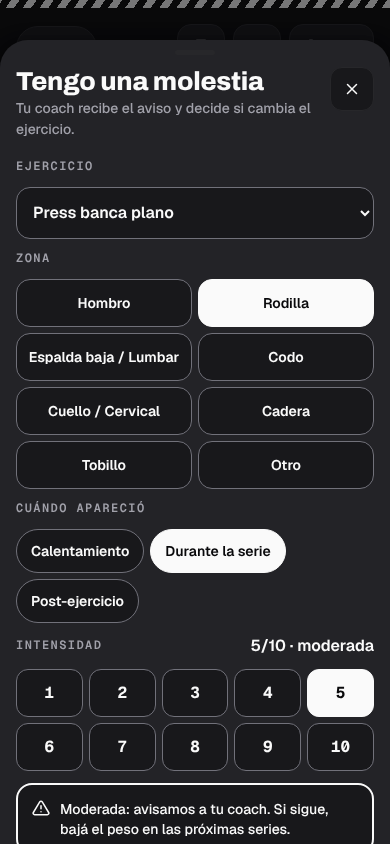 Tengo una molestia
Tu coach recibe el aviso y decide si cambia el
ejercicio.
EJERCICIO
Press banca plano
ZONA
Hombro
Rodilla
Espalda baja / Lumbar
Codo
Cuello / Cervical
Cadera
Tobillo
Otro
CUÁNDO APARECIÓ
Calentamiento
Durante la serie
Post-ejercicio
INTENSIDAD
5/10 · moderada
1
2
3
4
5
6
7
8
9
10
Moderada: avisamos a tu coach. Si sigue,
bajá el peso en las próximas series.